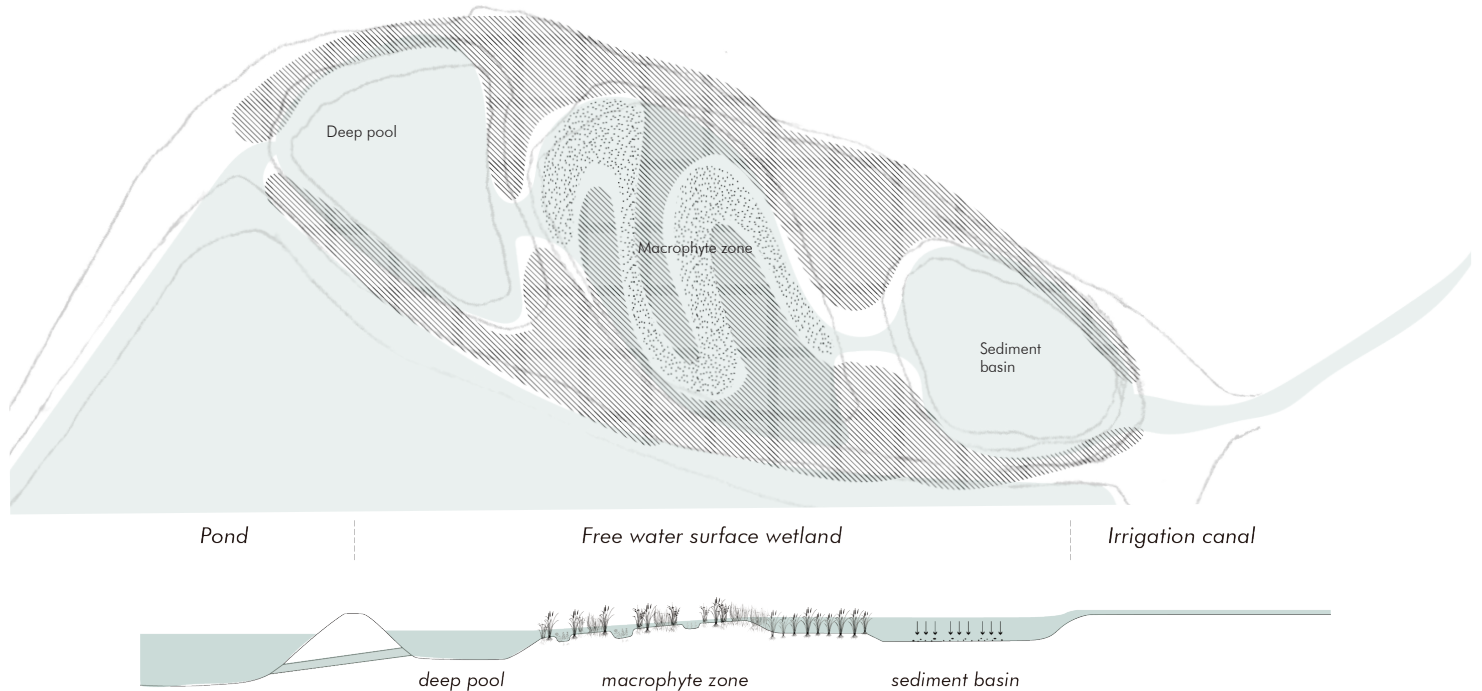 Deep pool
Macrophyte zone
Sediment
basin
Pond
Free water surface wetland
Irrigation canal
deep pool
macrophyte zone
sediment basin